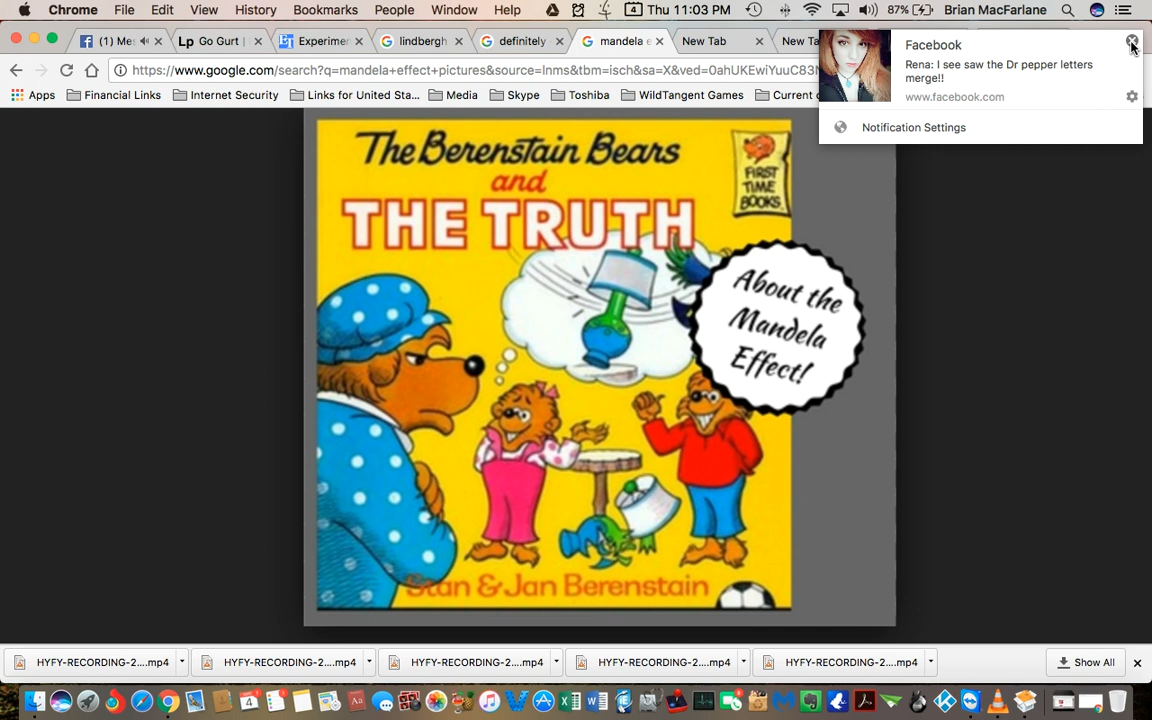 Chrome File Edit View History Bookmarks People Window Help 4 Thu 11:03 PM 87% Brian MacFarlane
(1) Mes Lp Go Gurt | Experimer lindbergh definitely mandela e New Tab New Ta
https://www.google.com/search?q=mandela+effect+pictures&source=lnms&tbm=isch&sa=X&ved=0ahUKEwiYuuC83
Apps Financial Links Internet Security Links for United Sta... Media Skype Toshiba WildTangent Games Current
Facebook
Rena: I see saw the Dr pepper letters
merge!!
www.facebook.com
Notification Settings
The Berenstain Bears
and
THE TRUTH
FIRST
TIME
BOOKS
About the
Mandela
Effect!
Stan & Jan Berenstain
HYFY-RECORDING-2....mp4 HYFY-RECORDING-2....mp4 HYFY-RECORDING-2....mp4 HYFY-RECORDING-2....mp4 HYFY-RECORDING-2....mp4 Show All